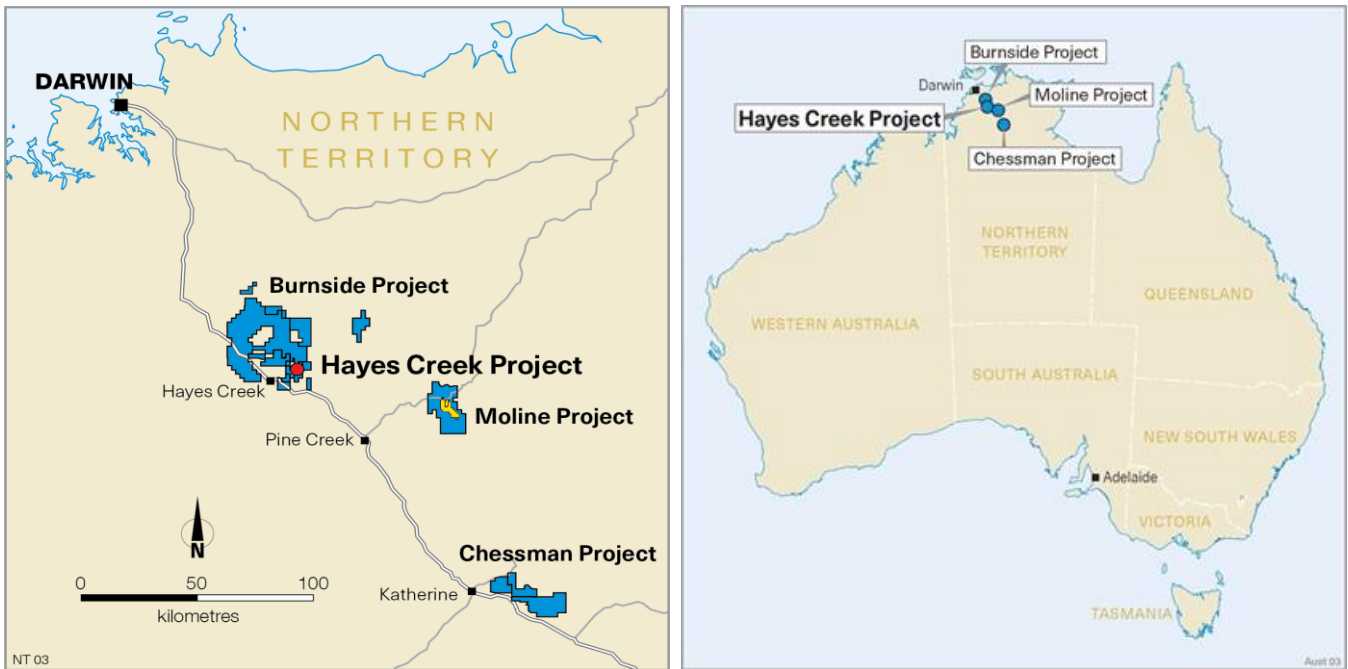 DARWIN
NORTHERN
TERRITORY
Burnside Project
Hayes Creek Project
Hayes Creek
Moline Project
Pine Creek
N
Chessman Project
0 50 100
kilometres
Katherine
NT 03
Burnside Project
Darwin
Moline Project
Hayes Creek Project
Chessman Project
NORTHERN
TERRITORY
QUEENSLAND
WESTERN AUSTRALIA
SOUTH AUSTRALIA
NEW SOUTH WALES
Adelaide
VICTORIA
TASMANIA
Aust 03